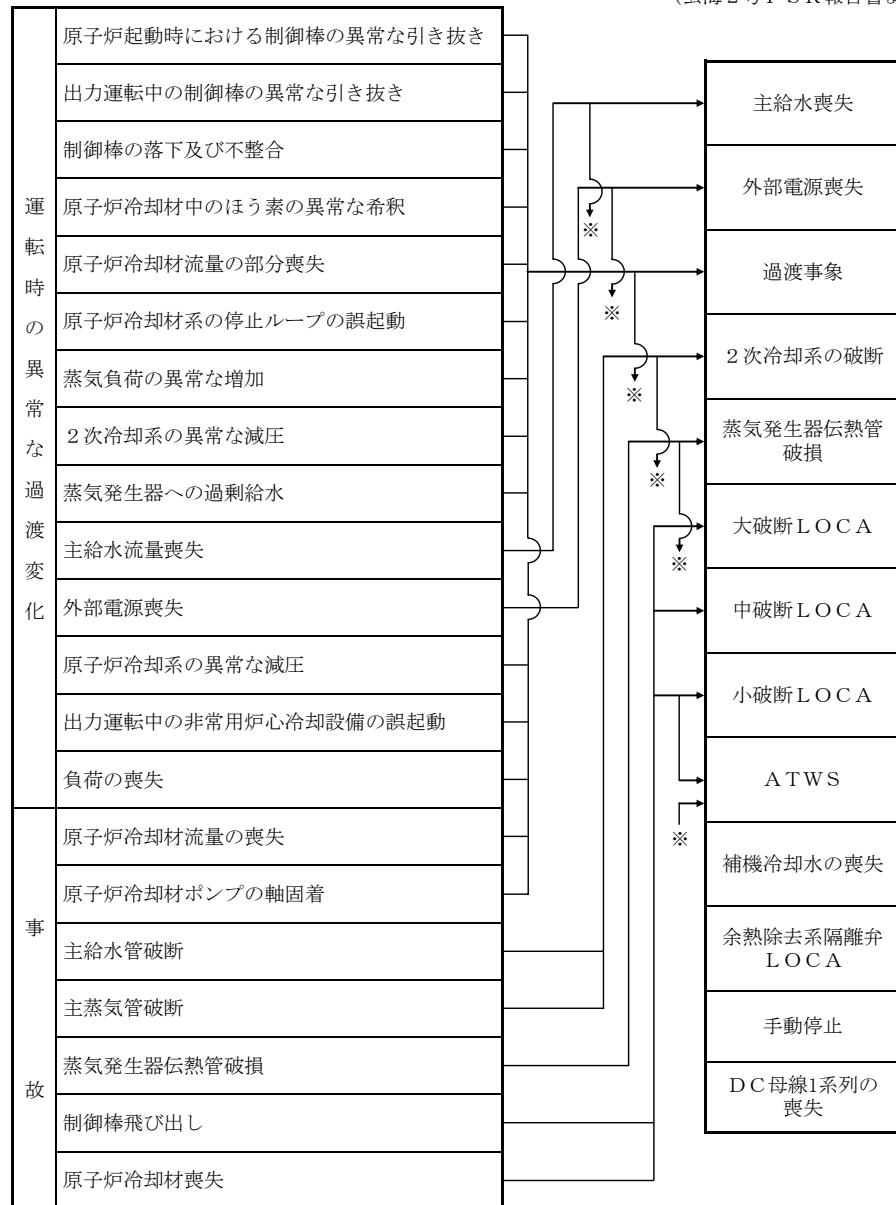 原子炉起動時における制御棒の異常な引き抜き
出力運転中の制御棒の異常な引き抜き
制御棒の落下及び不整合
原子炉冷却材中のほう素の異常な希釈
原子炉冷却材流量の部分喪失
原子炉冷却材系の停止ループの誤起動
蒸気負荷の異常な増加
２次冷却系の異常な減圧
蒸気発生器への過剰給水
主給水流量喪失
外部電源喪失
原子炉冷却系の異常な減圧
出力運転中の非常用炉心冷却設備の誤起動
負荷の喪失
運転時の異常な過渡変化
原子炉冷却材流量の喪失
原子炉冷却材ポンプの軸固着
主給水管破断
主蒸気管破断
蒸気発生器伝熱管破損
制御棒飛び出し
原子炉冷却材喪失
事故
※
※
※
※
※
※
主給水喪失
外部電源喪失
過渡事象
２次冷却系の破断
蒸気発生器伝熱管
破損
大破断ＬＯＣＡ
中破断ＬＯＣＡ
小破断ＬＯＣＡ
ＡＴＷＳ
補機冷却水の喪失
余熱除去系隔離弁
ＬＯＣＡ
手動停止
ＤＣ母線1系列の
喪失